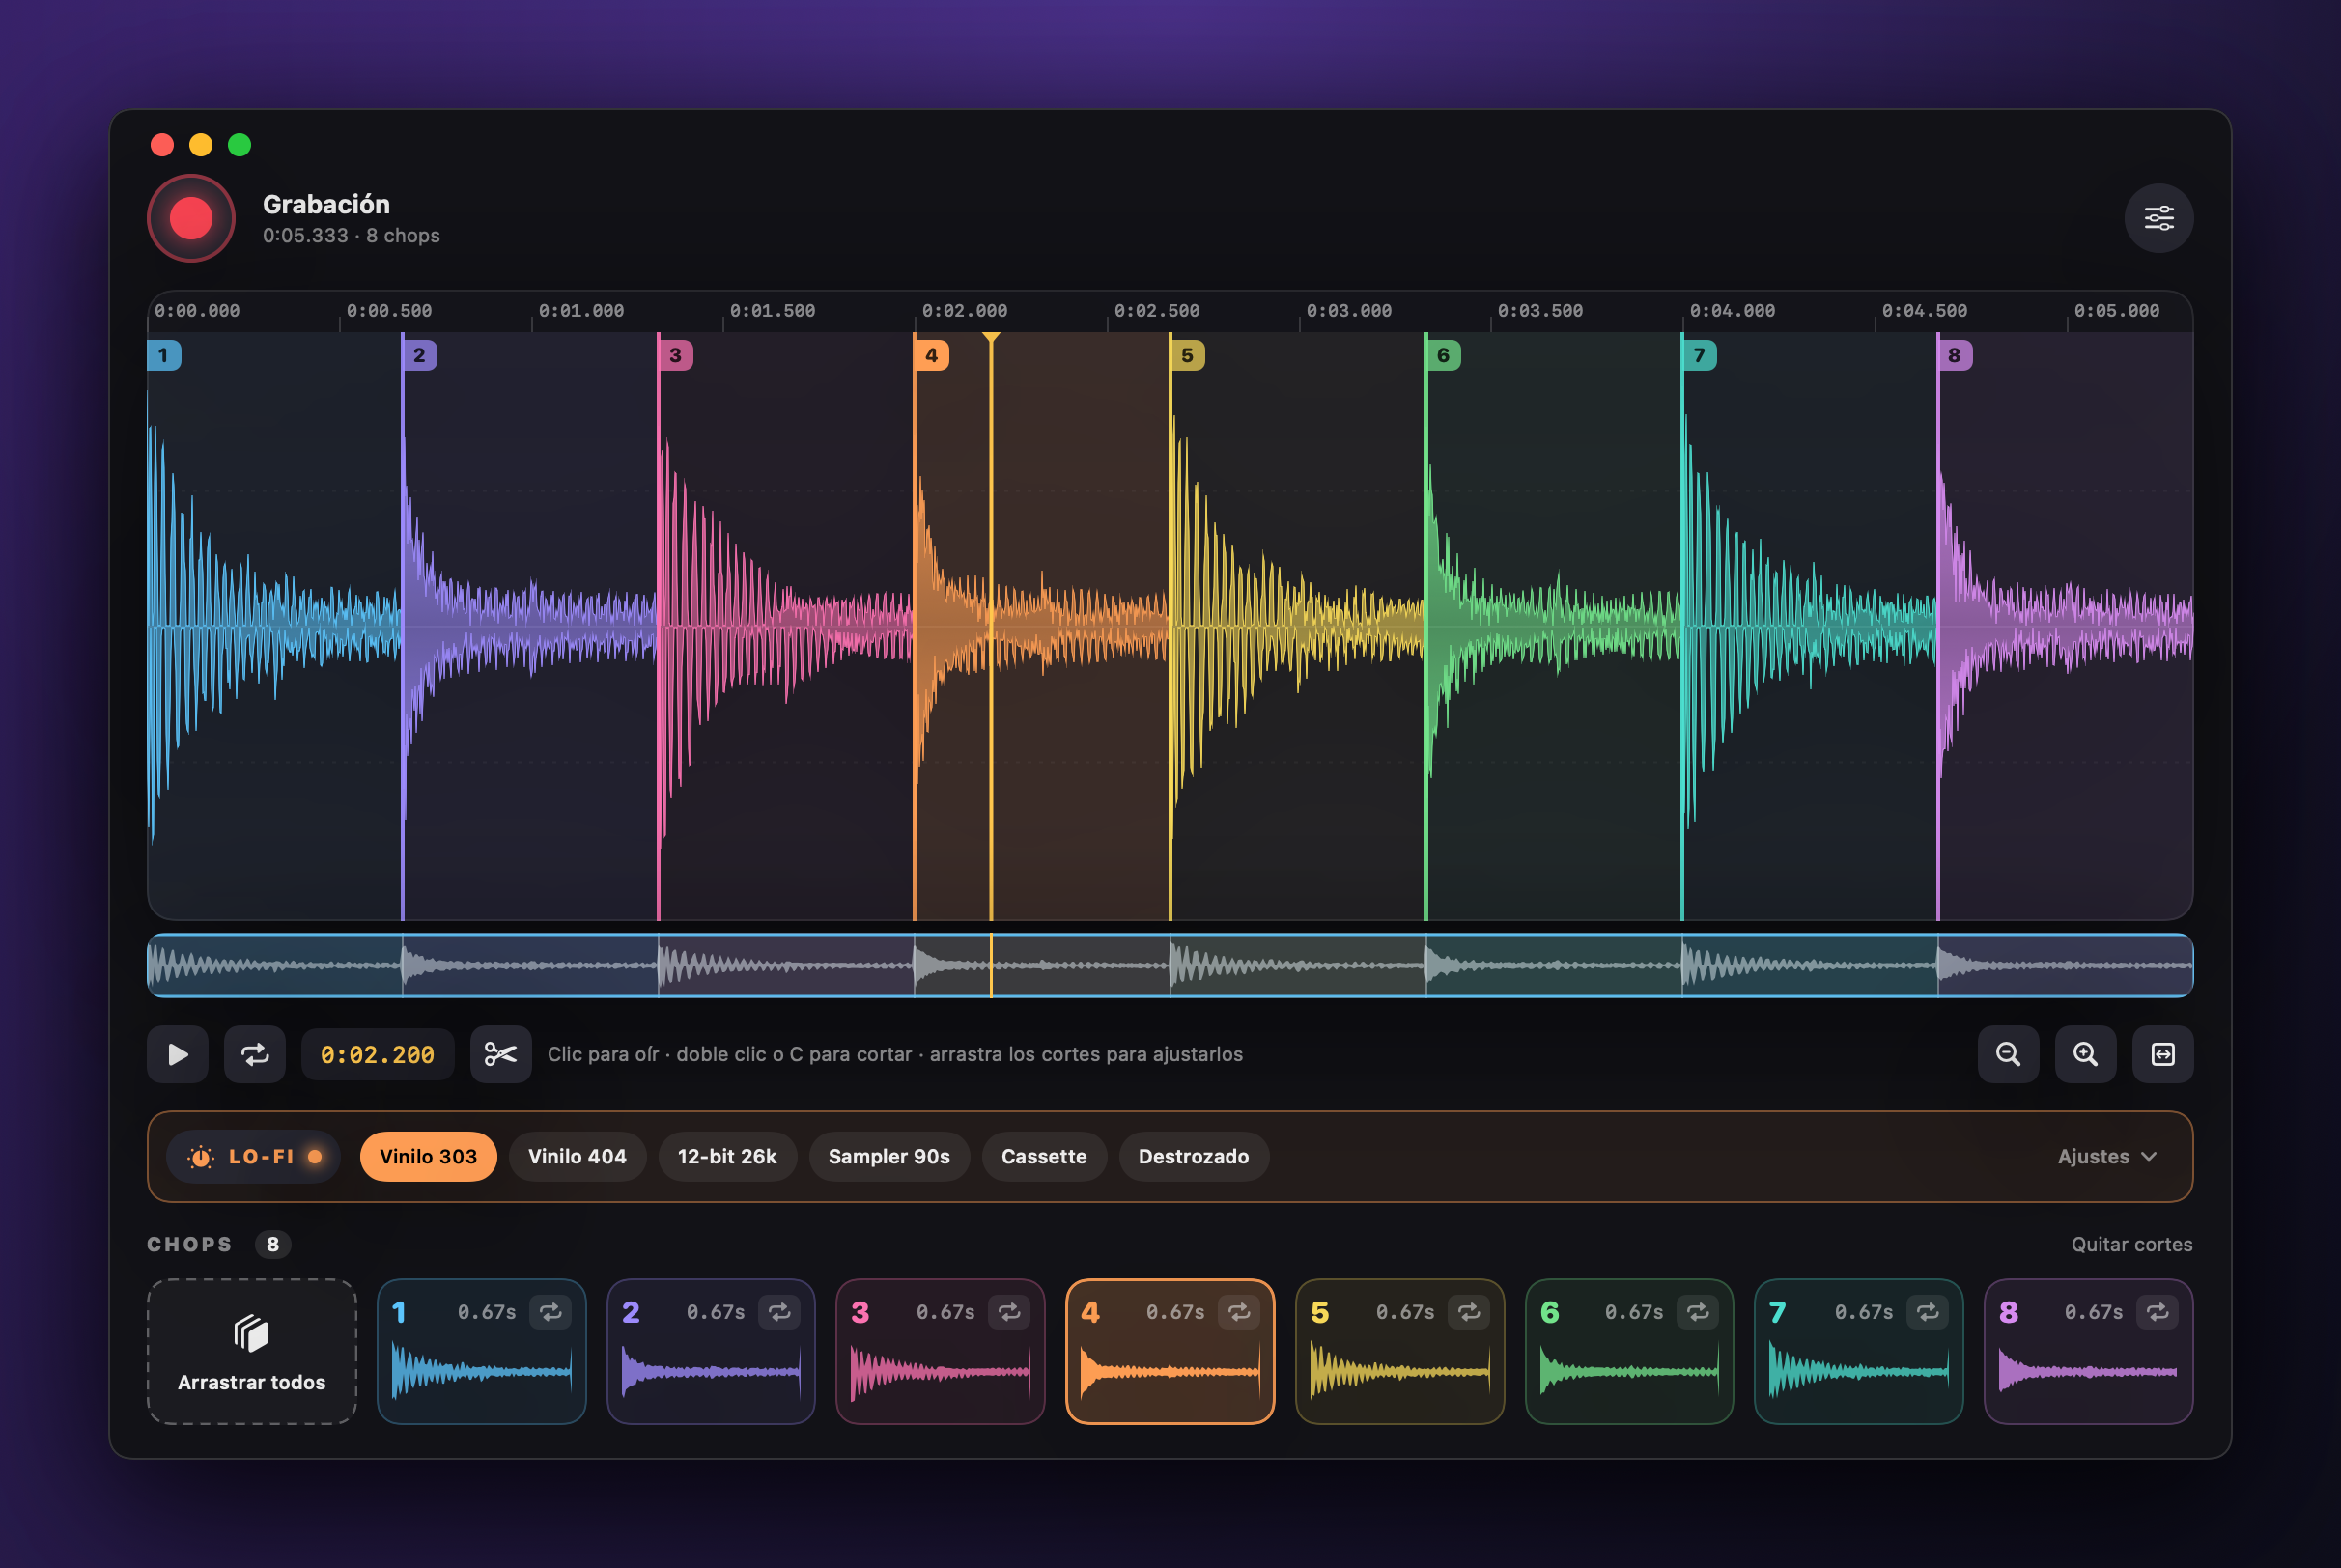 Grabación
0:05.333 · 8 chops
0:00.000 0:00.500 0:01.000 0:01.500 0:02.000 0:02.500 0:03.000 0:03.500 0:04.000 0:04.500 0:05.000
1 2 3 4 5 6 7 8
0:02.200 Clic para oír · doble clic o C para cortar · arrastra los cortes para ajustarlos
LO-FI Vinilo 303 Vinilo 404 12-bit 26k Sampler 90s Cassette Destrozado Ajustes
CHOPS 8 Quitar cortes
1 0.67s 2 0.67s 3 0.67s 4 0.67s 5 0.67s 6 0.67s 7 0.67s 8 0.67s
Arrastrar todos